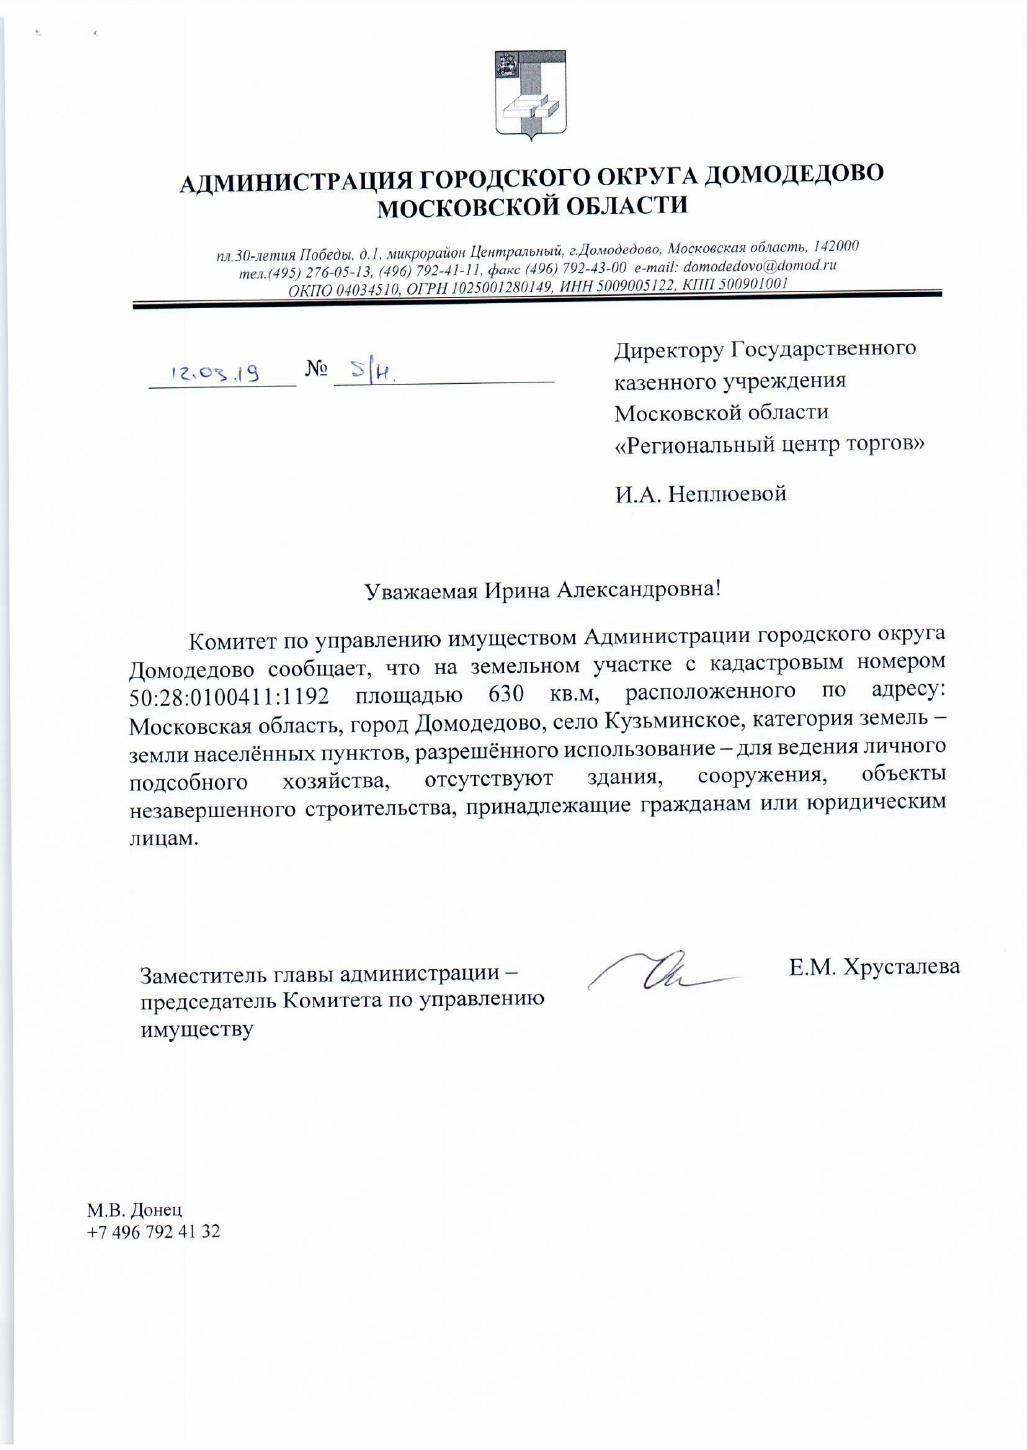 АДМИНИСТРАЦИЯ ГОРОДСКОГО ОКРУГА ДОМОДЕДОВО
МОСКОВСКОЙ ОБЛАСТИ
пл.30-летия Победы, д.1, микрорайон Центральный, г.Домодедово, Московская область, 142000
тел.(495) 276-05-13, (496) 792-41-11, факс (496) 792-43-00 e-mail: domodedovo@domod.ru
ОКПО 04034510, ОГРН 1025001280149, ИНН 5009005122, КПП 500901001
12.03.19 № б/н.
Директору Государственного
казенного учреждения
Московской области
«Региональный центр торгов»
И.А. Неплюевой
Уважаемая Ирина Александровна!
Комитет по управлению имуществом Администрации городского округа
Домодедово сообщает, что на земельном участке с кадастровым номером
50:28:0100411:1192 площадью 630 кв.м, расположенного по адресу:
Московская область, город Домодедово, село Кузьминское, категория земель –
земли населённых пунктов, разрешённого использование – для ведения личного
подсобного хозяйства, отсутствуют здания, сооружения, объекты
незавершенного строительства, принадлежащие гражданам или юридическим
лицам.
Заместитель главы администрации –
председатель Комитета по управлению
имуществу
Е.М. Хрусталева
М.В. Донец
+7 496 792 41 32